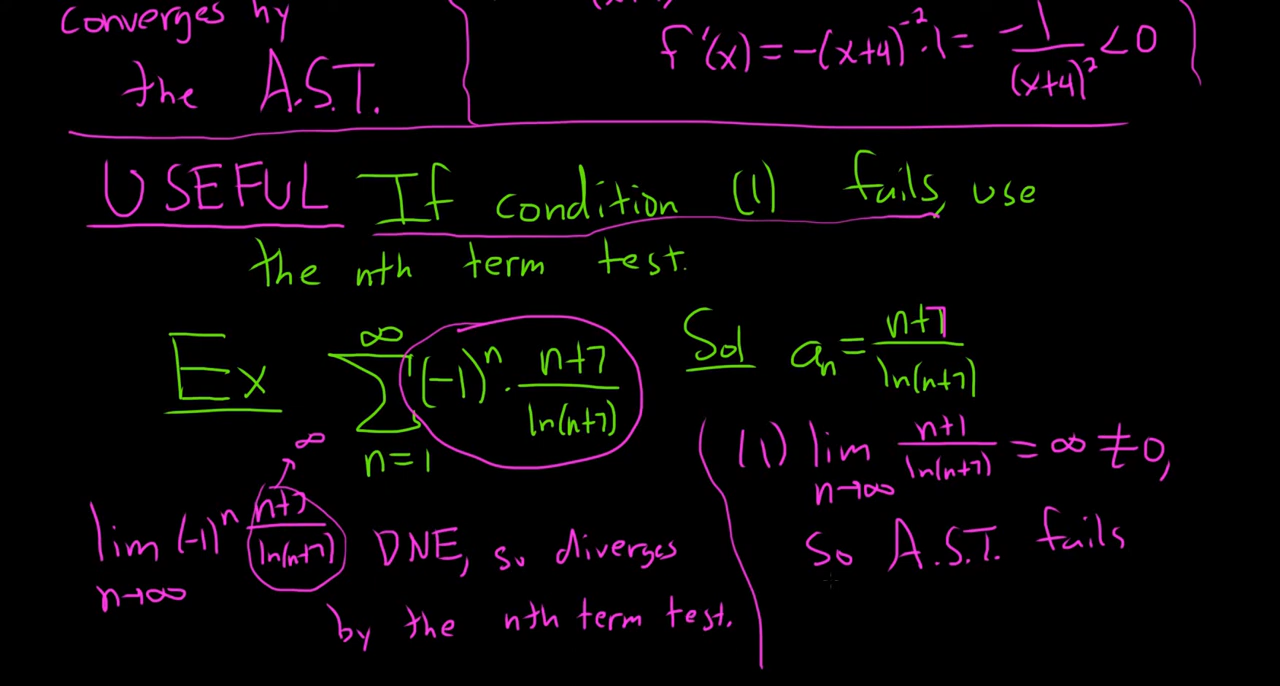 converges by
the A.S.T.
f'(x) = -(x+4)^-2 · 1 = -1/(x+4)^2 < 0
USEFUL If condition (1) fails, use
the nth term test.
Ex ∑_{n=1}^{∞} (-1)^n · (n+7)/(ln(n+7))
Sol a_n = (n+7)/(ln(n+7))
(1) lim_{n→∞} (n+1)/(ln(n+7)) = ∞ ≠ 0,
So A.S.T. fails
∞
lim_{n→∞} (-1)^n (n+7)/(ln(n+7)) DNE, so diverges
by the nth term test.